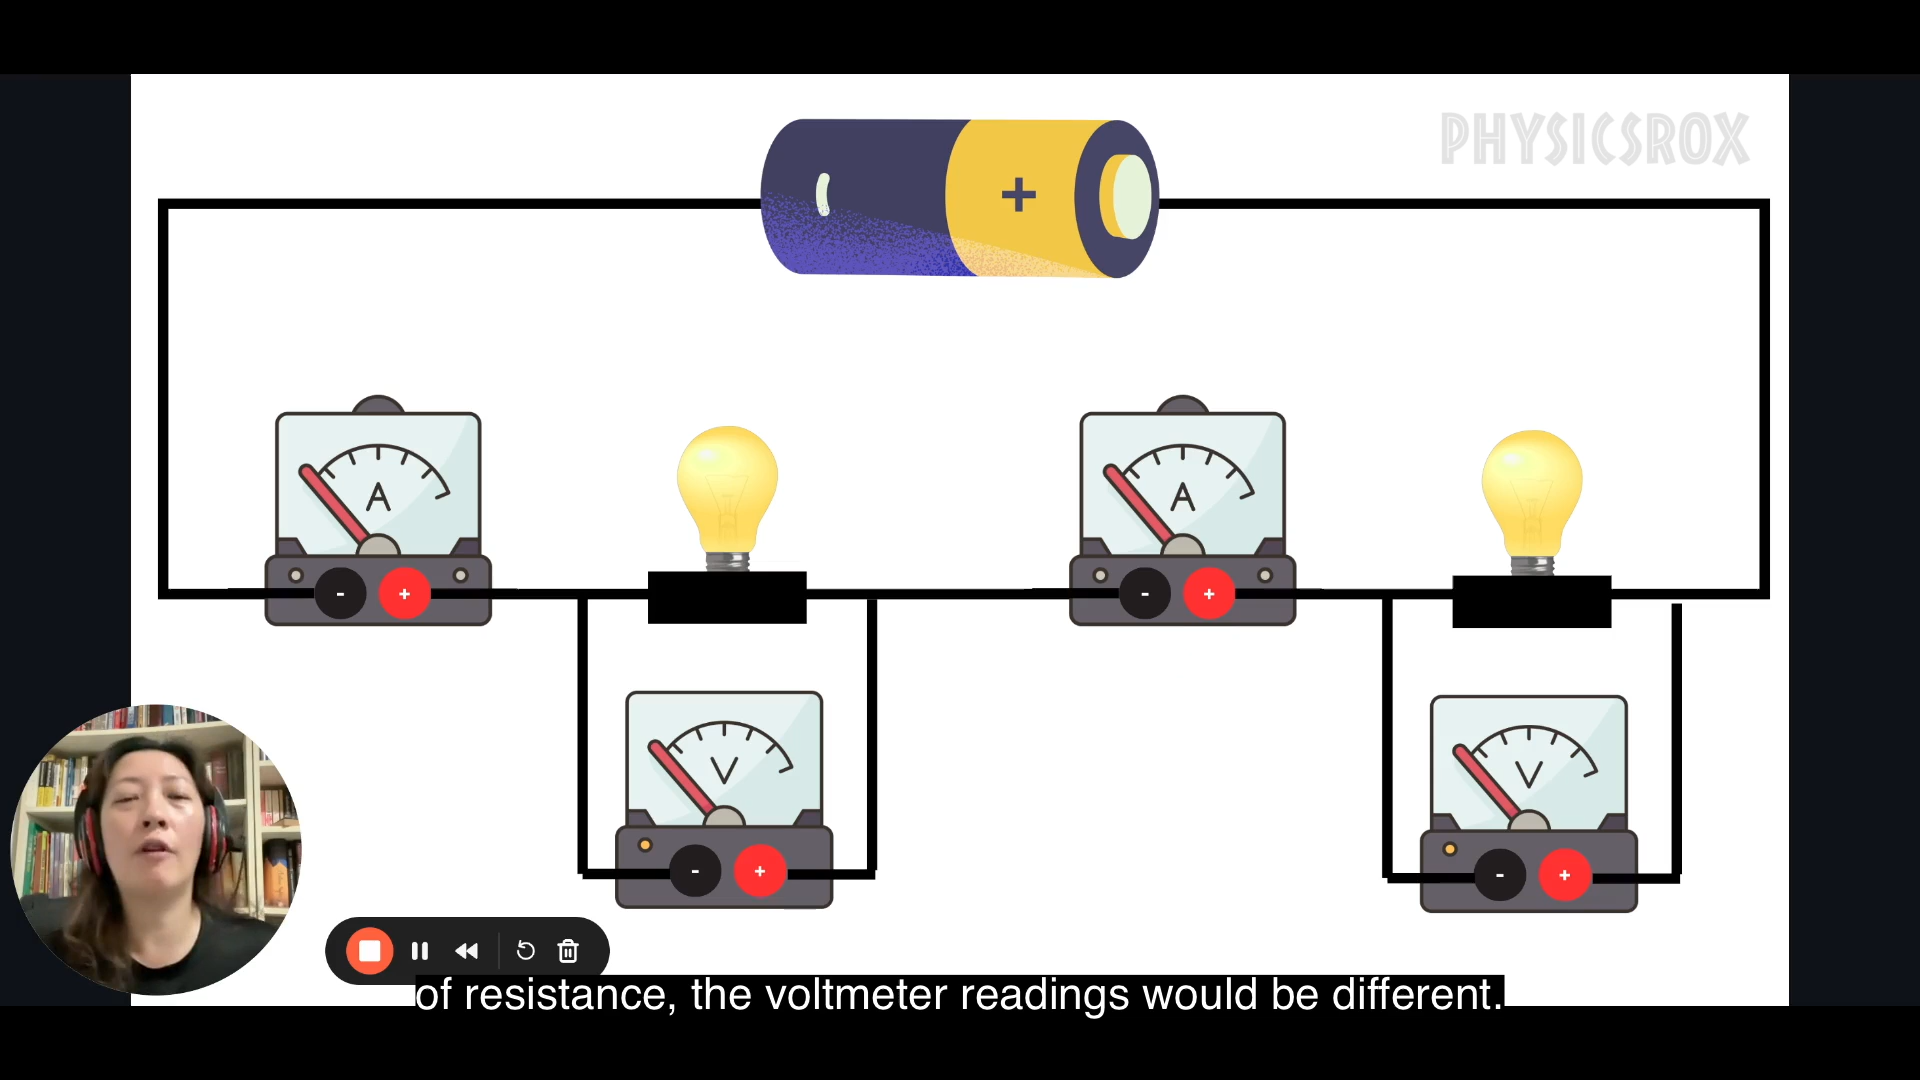 PHYSICSROX
+
A
A
- +
- +
V
V
- +
- +
of resistance, the voltmeter readings would be different.